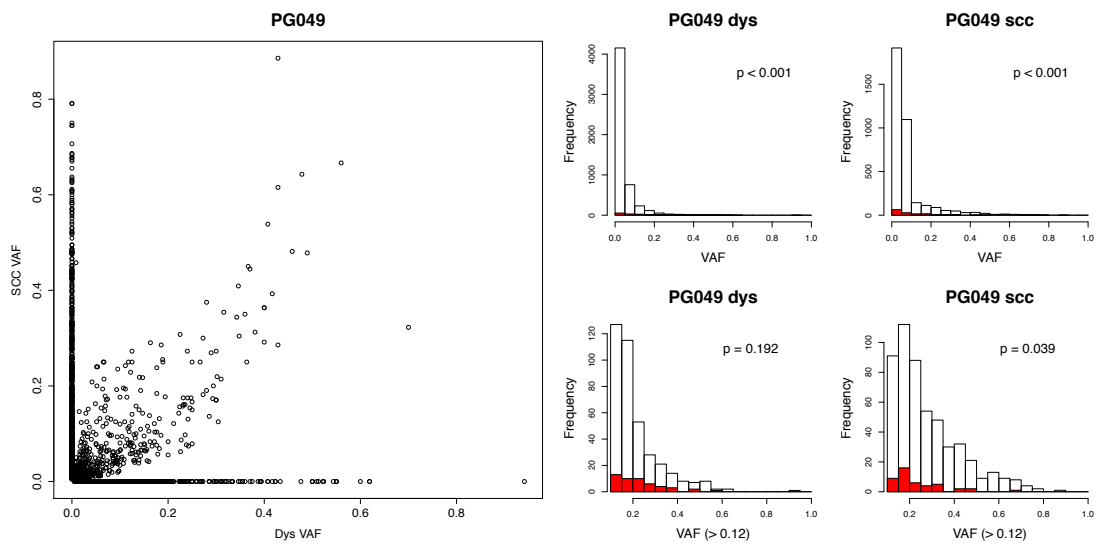 PG049
SCC VAF
0.8
0.6
0.4
0.2
0.0
0.0 0.2 0.4 0.6 0.8
Dys VAF
PG049 dys
p < 0.001
Frequency
4000
3000
2000
1000
0
0.0 0.2 0.4 0.6 0.8 1.0
VAF
PG049 scc
p < 0.001
Frequency
1500
500
0
0.0 0.2 0.4 0.6 0.8 1.0
VAF
PG049 dys
p = 0.192
Frequency
120
80
60
40
20
0
0.2 0.4 0.6 0.8 1.0
VAF (> 0.12)
PG049 scc
p = 0.039
Frequency
100
80
60
40
20
0
0.2 0.4 0.6 0.8 1.0
VAF (> 0.12)